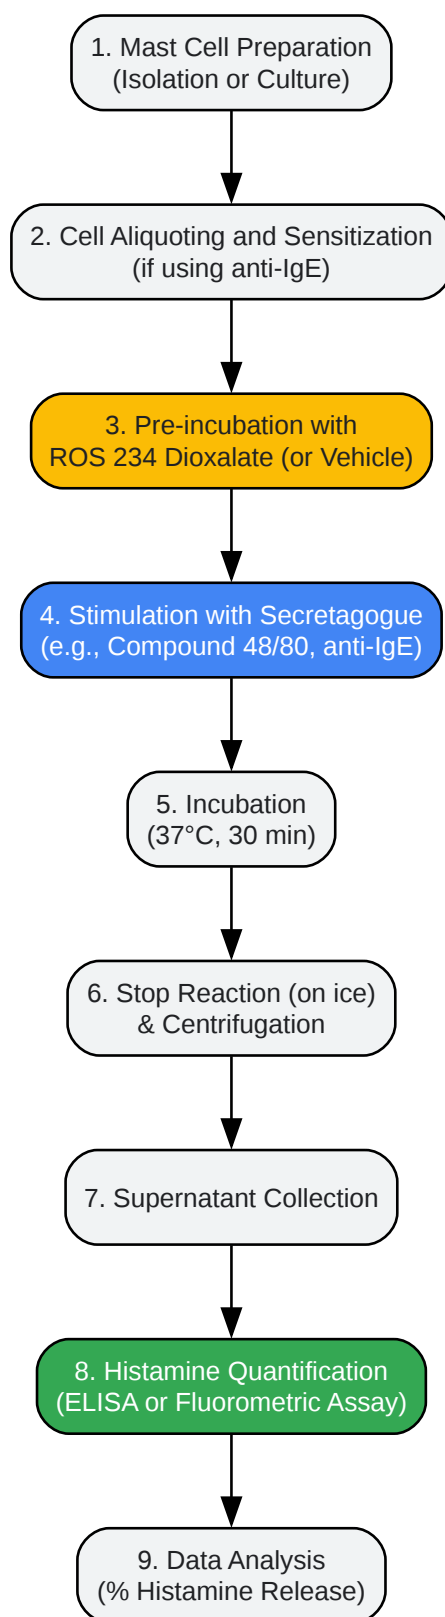 1. Mast Cell Preparation
(Isolation or Culture)
2. Cell Aliquoting and Sensitization
(if using anti-IgE)
3. Pre-incubation with
ROS 234 Dioxalate (or Vehicle)
4. Stimulation with Secretagogue
(e.g., Compound 48/80, anti-IgE)
5. Incubation
(37°C, 30 min)
6. Stop Reaction (on ice)
& Centrifugation
7. Supernatant Collection
8. Histamine Quantification
(ELISA or Fluorometric Assay)
9. Data Analysis
(% Histamine Release)